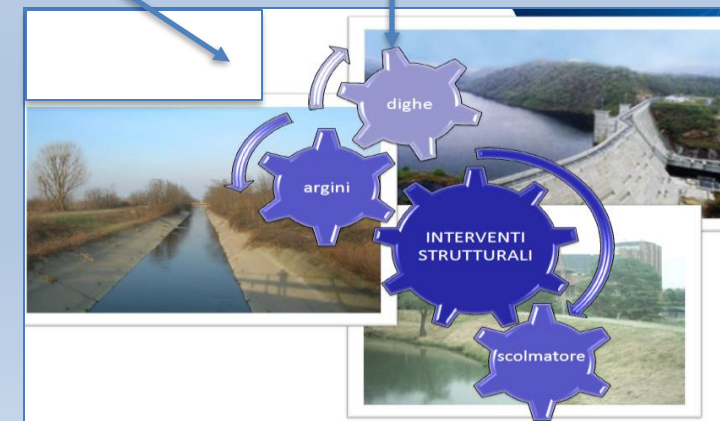 dighe
argini
INTERVENTI
STRUTTURALI
scolmatore